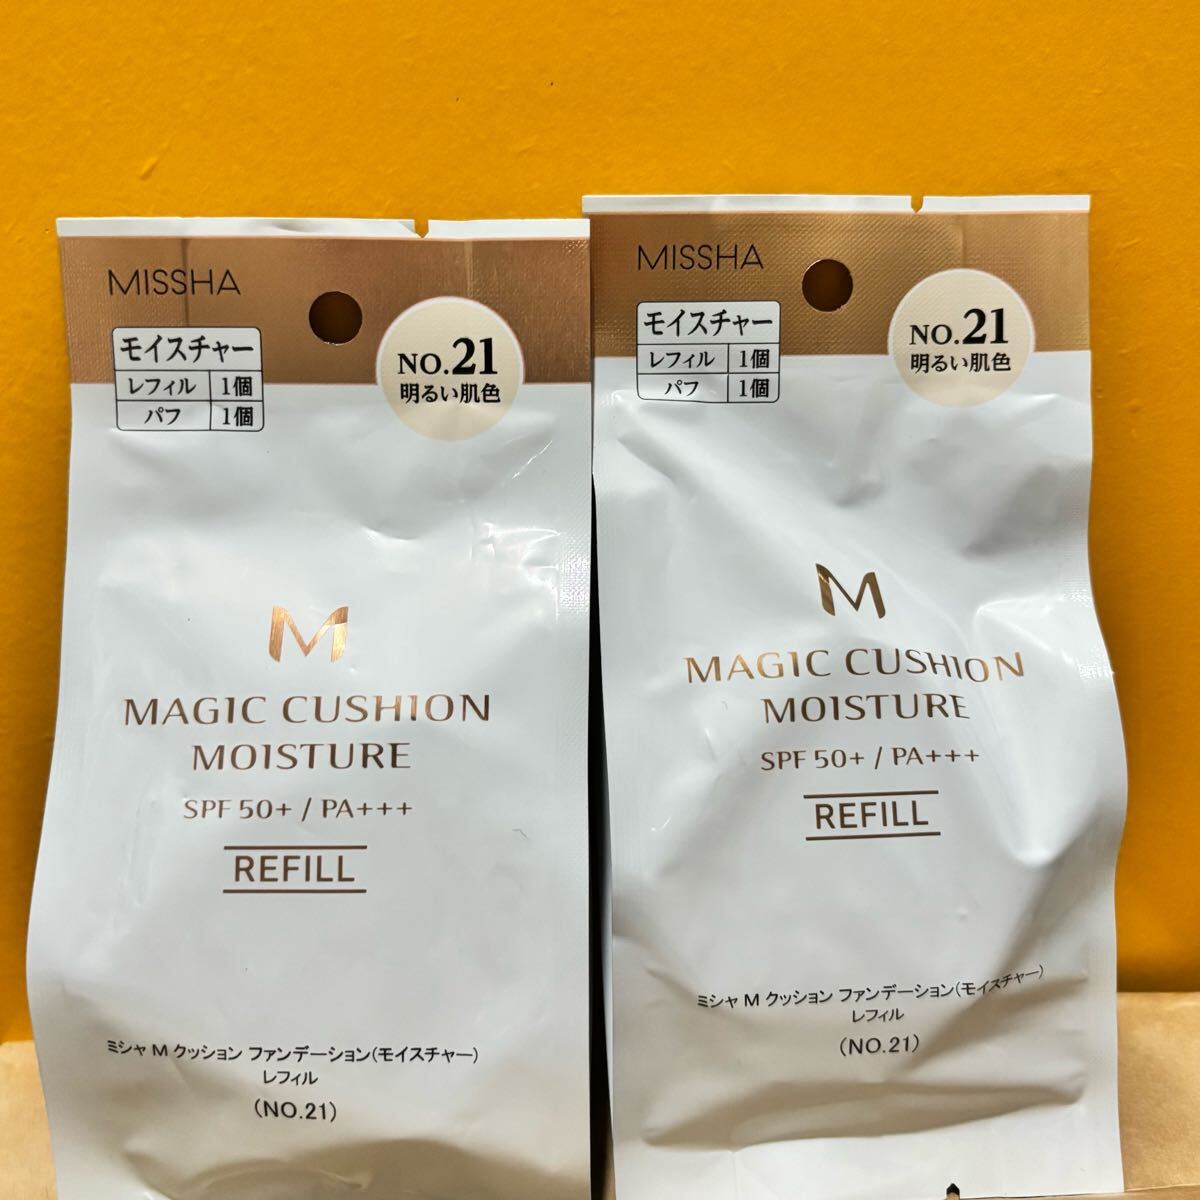 MISSHA
モイスチャー
レフィル 1個
パフ 1個
NO.21
明るい肌色
M
MAGIC CUSHION
MOISTURE
SPF 50+ / PA+++
REFILL
ミシャ M クッション ファンデーション(モイスチャー)
レフィル
(NO.21)
MISSHA
モイスチャー
レフィル 1個
パフ 1個
NO.21
明るい肌色
M
MAGIC CUSHION
MOISTURE
SPF 50+ / PA+++
REFILL
ミシャ M クッション ファンデーション(モイスチャー)
レフィル
(NO.21)